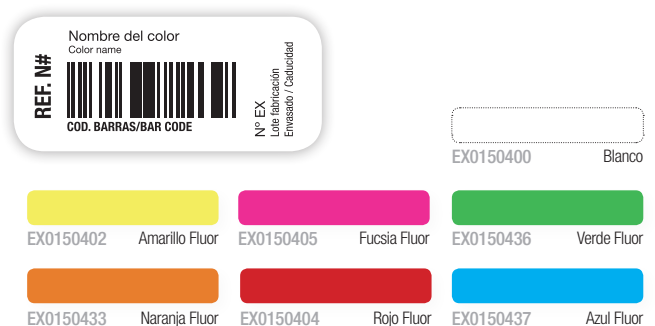 REF. N#
Nombre del color
Color name
COD. BARRAS/BAR CODE
Nº EX
Lote fabricación
Envasado / Caducidad
EX0150400 Blanco
EX0150402 Amarillo Fluor
EX0150405 Fucsia Fluor
EX0150436 Verde Fluor
EX0150433 Naranja Fluor
EX0150404 Rojo Fluor
EX0150437 Azul Fluor